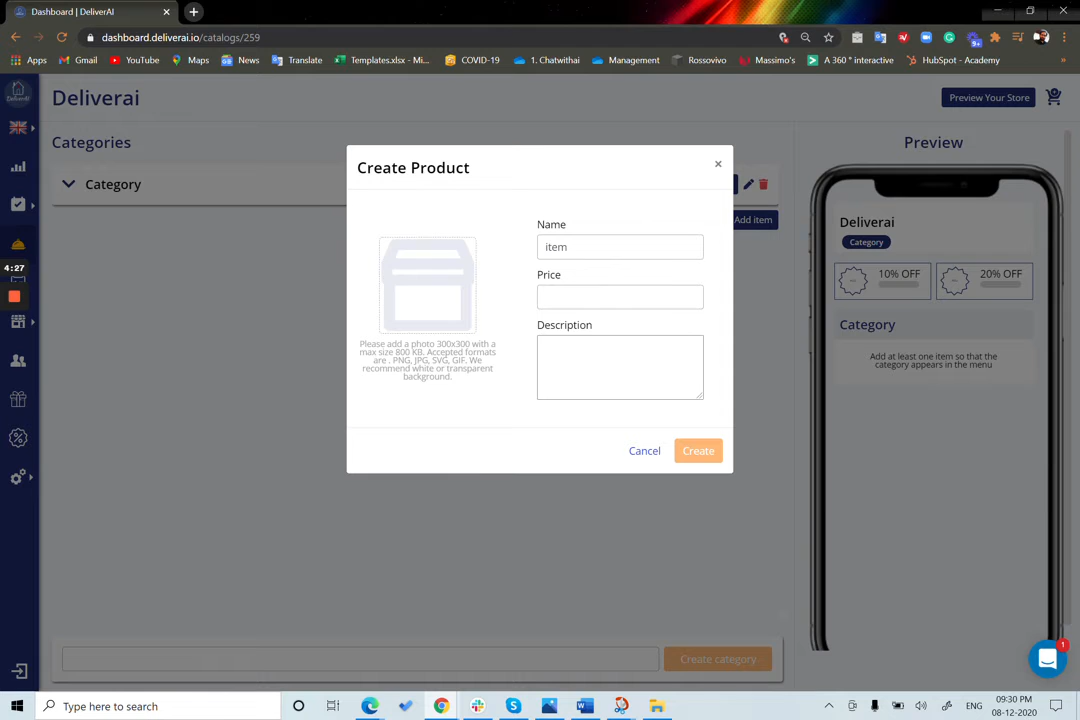 Dashboard | DeliverAI
dashboard.deliverai.io/catalogs/259
9+
Apps
Gmail
YouTube
Maps
News
Translate
Templates.xlsx - Mi...
COVID-19
1. Chatwithai
Management
Rossovivo
Massimo's
A 360 ° interactive
HubSpot - Academy
»
DeliverAI
Deliverai
Preview Your Store
Categories
Category
Add item
Create Product
×
Please add a photo 300x300 with a
max size 800 KB. Accepted formats
are . PNG, JPG, SVG, GIF. We
recommend white or transparent
background.
Name
item
Price
Description
Cancel
Create
4:27
Preview
Deliverai
Category
10% OFF
20% OFF
Category
Add at least one item so that the
category appears in the menu
Create category
1
Type here to search
ENG
09:30 PM
08-12-2020